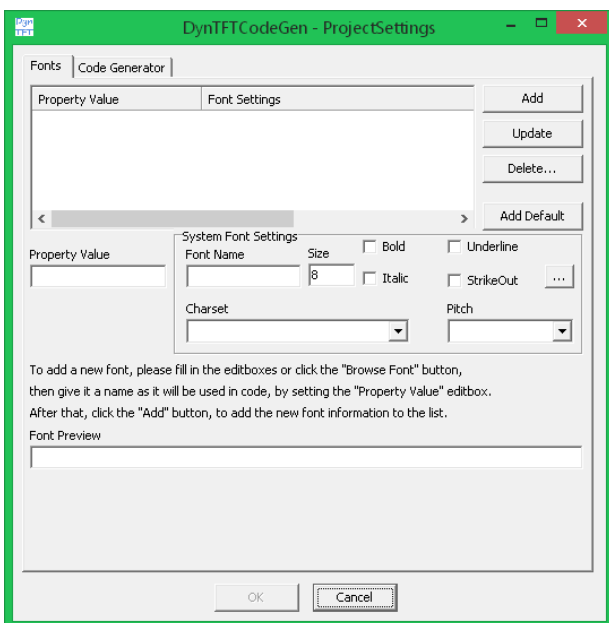 Dyn
TFT
DynTFTCodeGen - ProjectSettings
Fonts
Code Generator
Property Value
Font Settings
Add
Update
Delete...
Add Default
System Font Settings
Property Value
Font Name
Size
Bold
Underline
8
Italic
StrikeOut
...
Charset
Pitch
To add a new font, please fill in the editboxes or click the "Browse Font" button,
then give it a name as it will be used in code, by setting the "Property Value" editbox.
After that, click the "Add" button, to add the new font information to the list.
Font Preview
OK
Cancel